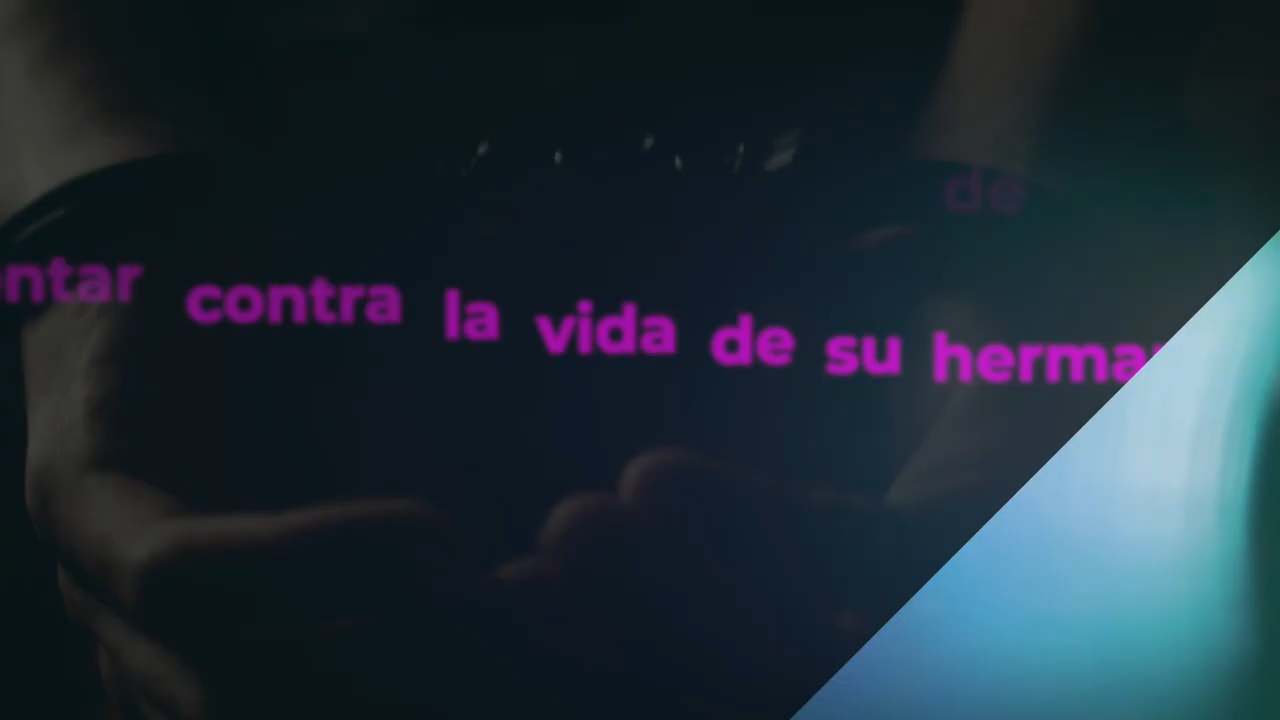 de
ntar contra la vida de su herma